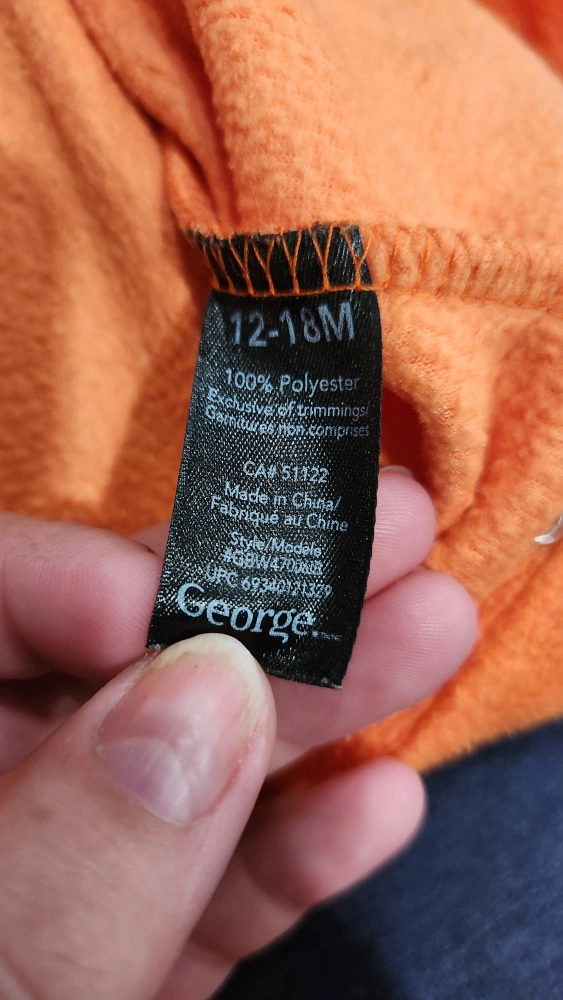 12-18M
100% Polyester
Exclusive of trimmings/
Garnitures non comprises
CA# 51122
Made in China/
Fabriqué au Chine
Style/Modèle
UPC
George